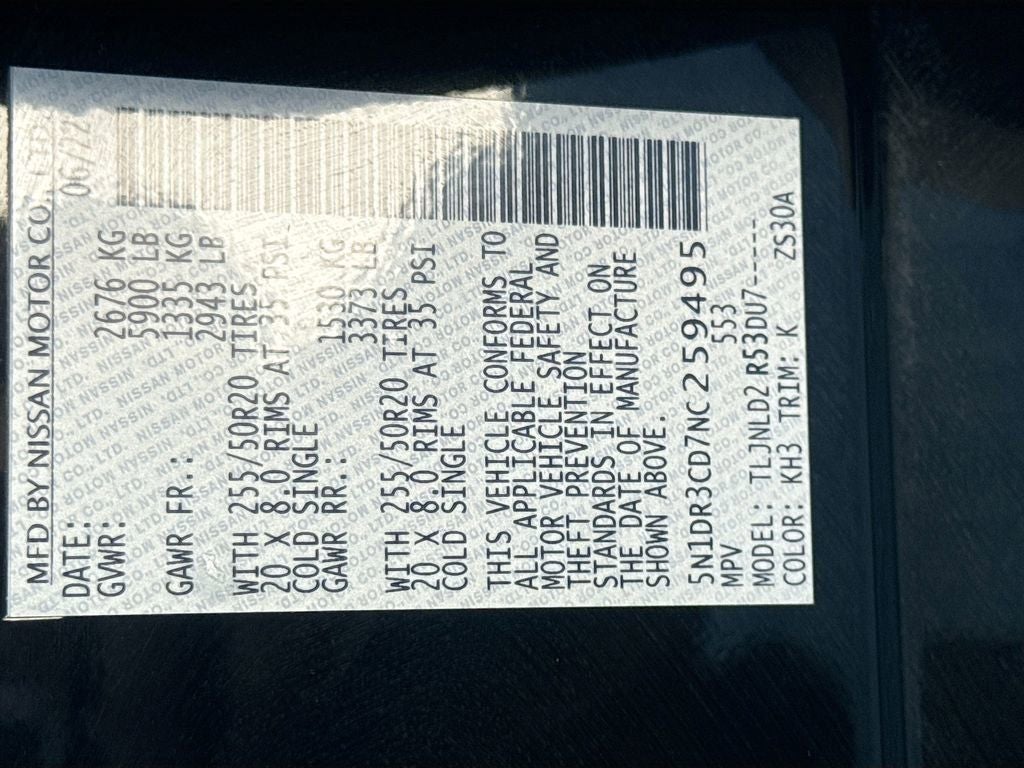 MFD BY NISSAN MOTOR CO., LTD.
DATE: 06/22
GVWR: 2676 KG
5900 LB
GAWR FR.: 1335 KG
2943 LB
WITH 255/50R20 TIRES
20 X 8.0 RIMS AT 35 PSI
COLD SINGLE
GAWR RR.: 1530 KG
3373 LB
WITH 255/50R20 TIRES
20 X 8.0 RIMS AT 35 PSI
COLD SINGLE
THIS VEHICLE CONFORMS TO
ALL APPLICABLE FEDERAL
MOTOR VEHICLE SAFETY AND
THEFT PREVENTION
STANDARDS IN EFFECT ON
THE DATE OF MANUFACTURE
SHOWN ABOVE.
5N1DR3CD7NC259495
MPV 553
MODEL: TLJNLD2 R53DU7-----
COLOR: KH3 TRIM: K ZS30A